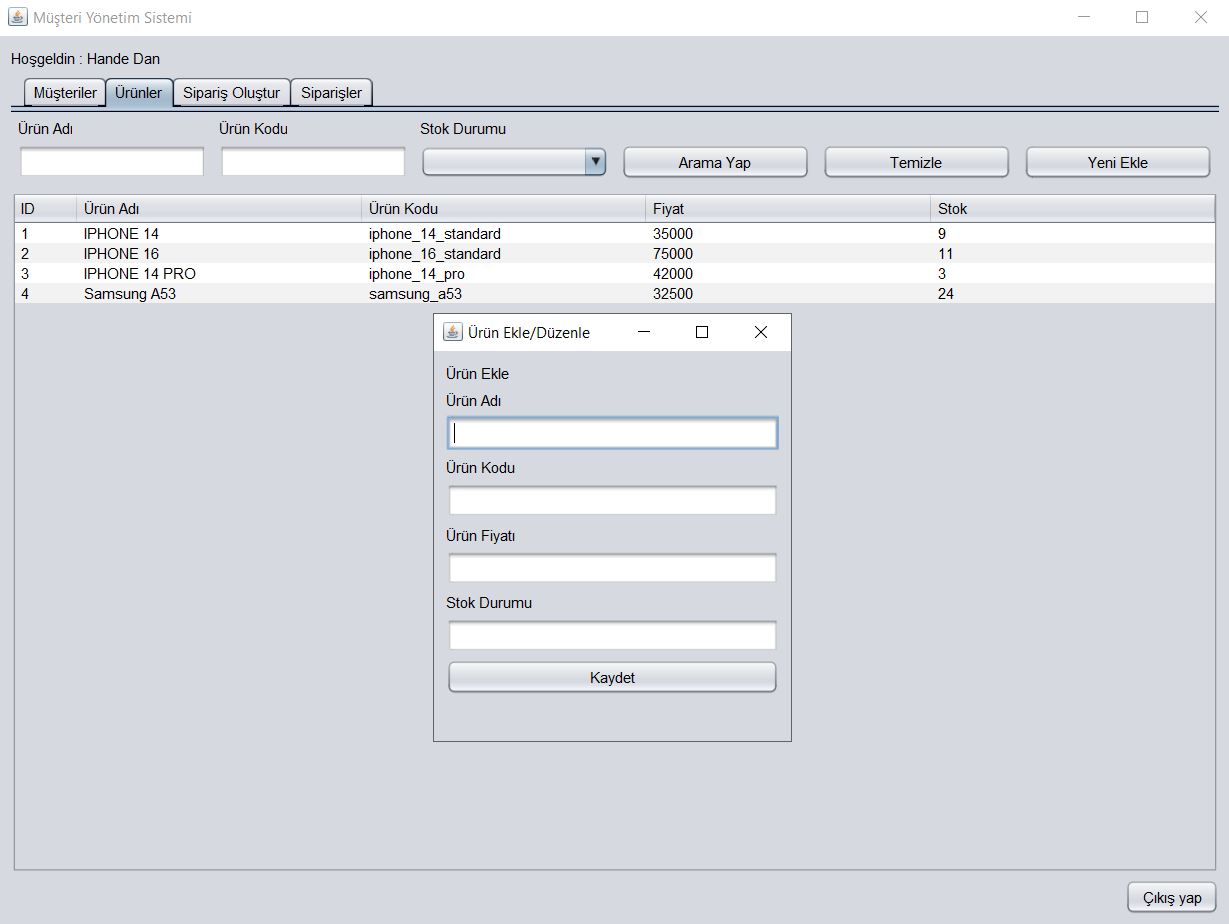 Müşteri Yönetim Sistemi
Hoşgeldin : Hande Dan
Müşteriler Ürünler Sipariş Oluştur Siparişler
Ürün Adı Ürün Kodu Stok Durumu
Arama Yap Temizle Yeni Ekle
ID Ürün Adı Ürün Kodu Fiyat Stok
1 IPHONE 14 iphone_14_standard 35000 9
2 IPHONE 16 iphone_16_standard 75000 11
3 IPHONE 14 PRO iphone_14_pro 42000 3
4 Samsung A53 samsung_a53 32500 24
Ürün Ekle/Düzenle
Ürün Ekle
Ürün Adı
Ürün Kodu
Ürün Fiyatı
Stok Durumu
Kaydet
Çıkış yap